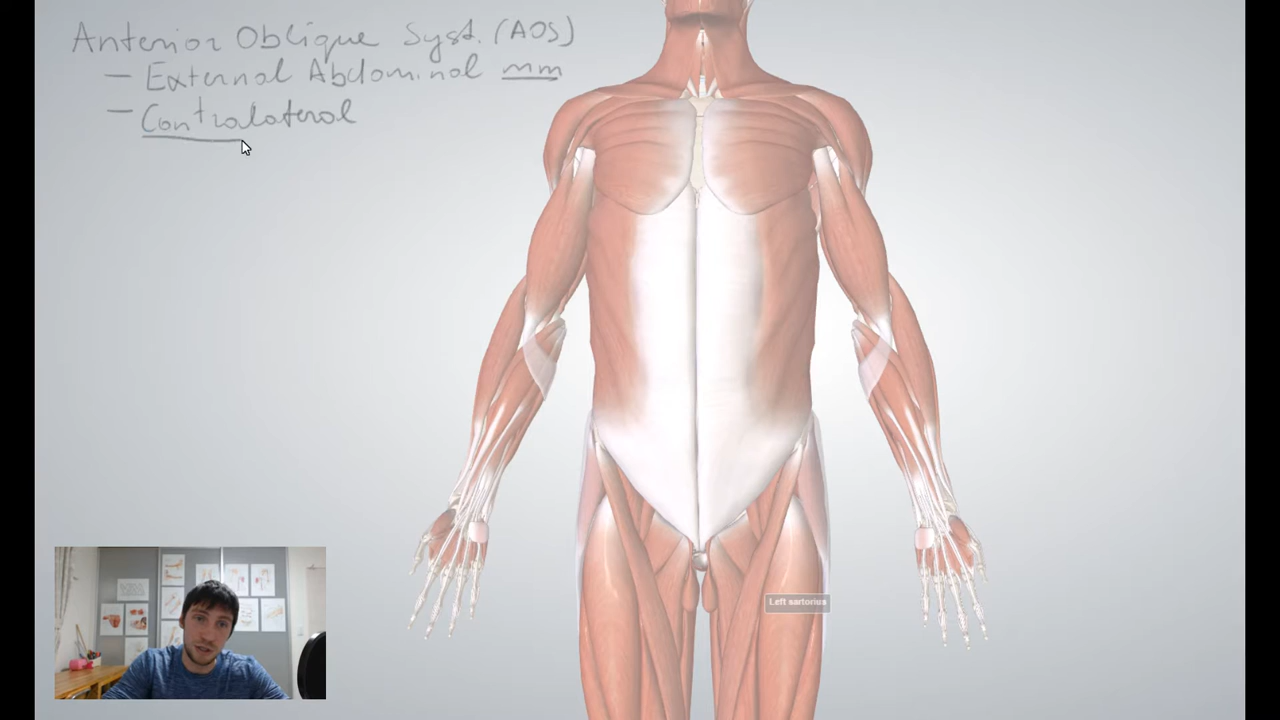 Anterior Oblique Syst. (AOS)
— External Abdominal mm
— Contralateral
Left sartorius